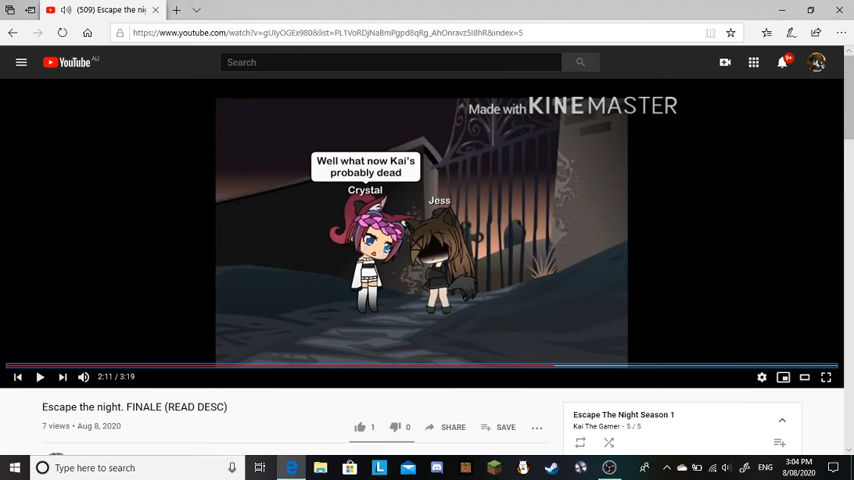 (509) Escape the ni
https://www.youtube.com/watch?v=gUIyOGEx980&list=PL1VoRDjNaBmPgpd8qRg_AhOnravz5I8hR&index=5
YouTube AU
Search
9+
Made with KINEMASTER
Well what now Kai's
probably dead
Crystal
Jess
2:11 / 3:19
Escape the night. FINALE (READ DESC)
7 views • Aug 8, 2020
1
0
SHARE
SAVE
Escape The Night Season 1
Kai The Gamer - 5 / 5
Type here to search
ENG
3:04 PM
8/08/2020